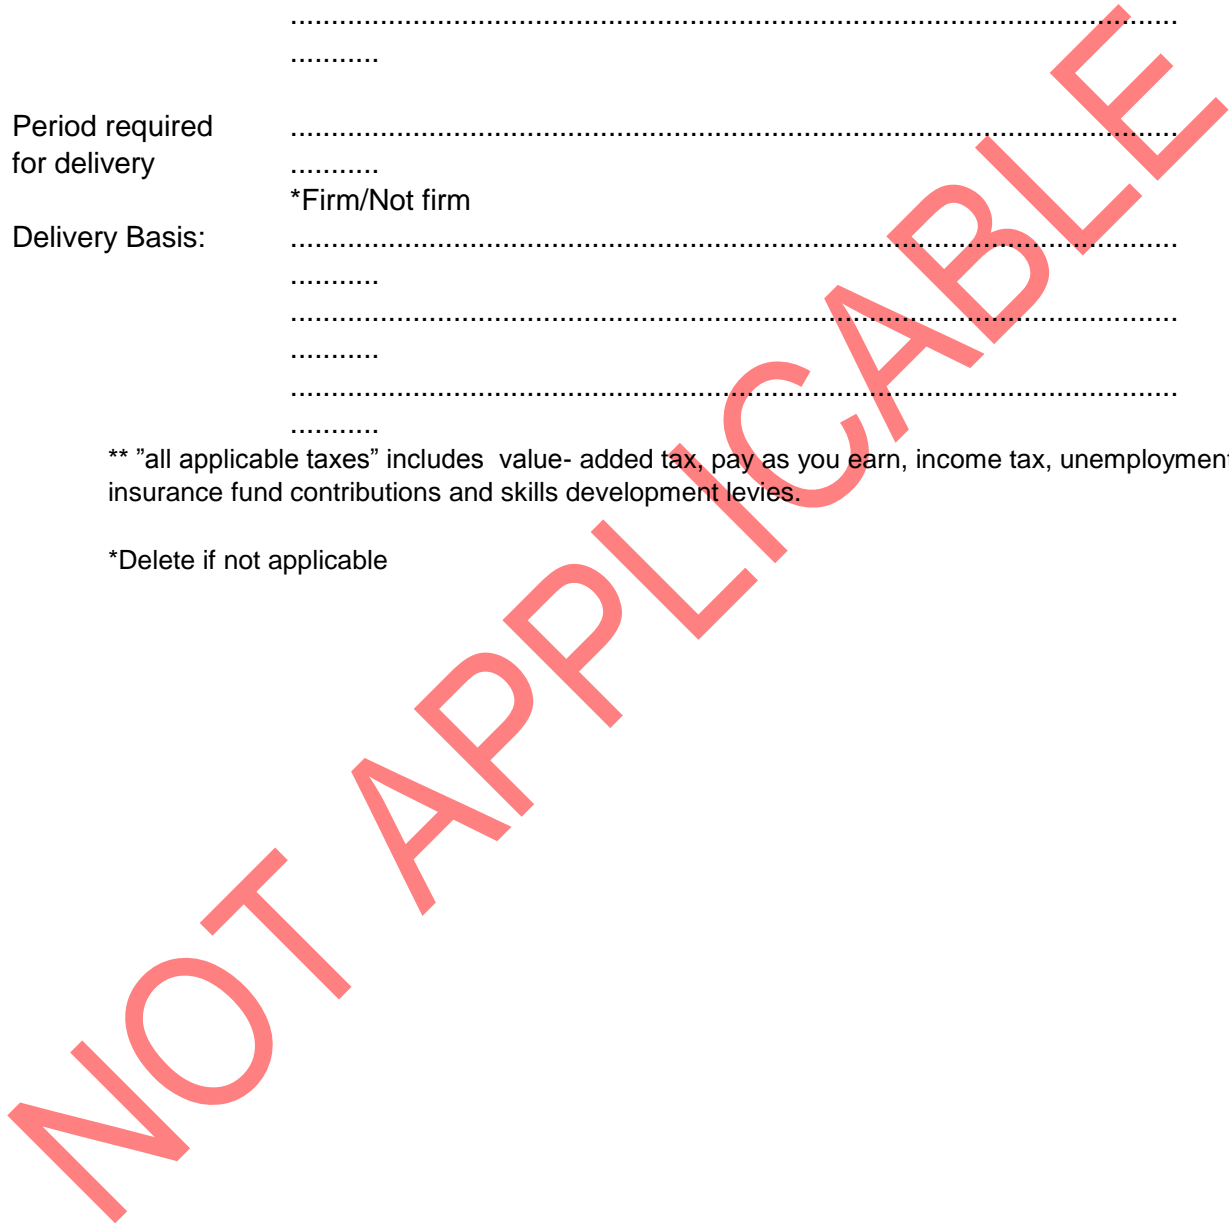 .............................................................................................................
...........
Period required .............................................................................................................
for delivery ...........
*Firm/Not firm
Delivery Basis: .............................................................................................................
...........
.............................................................................................................
...........
.............................................................................................................
...........
** ”all applicable taxes” includes  value- added tax, pay as you earn, income tax, unemployment
insurance fund contributions and skills development levies.
*Delete if not applicable
NOT APPLICABLE